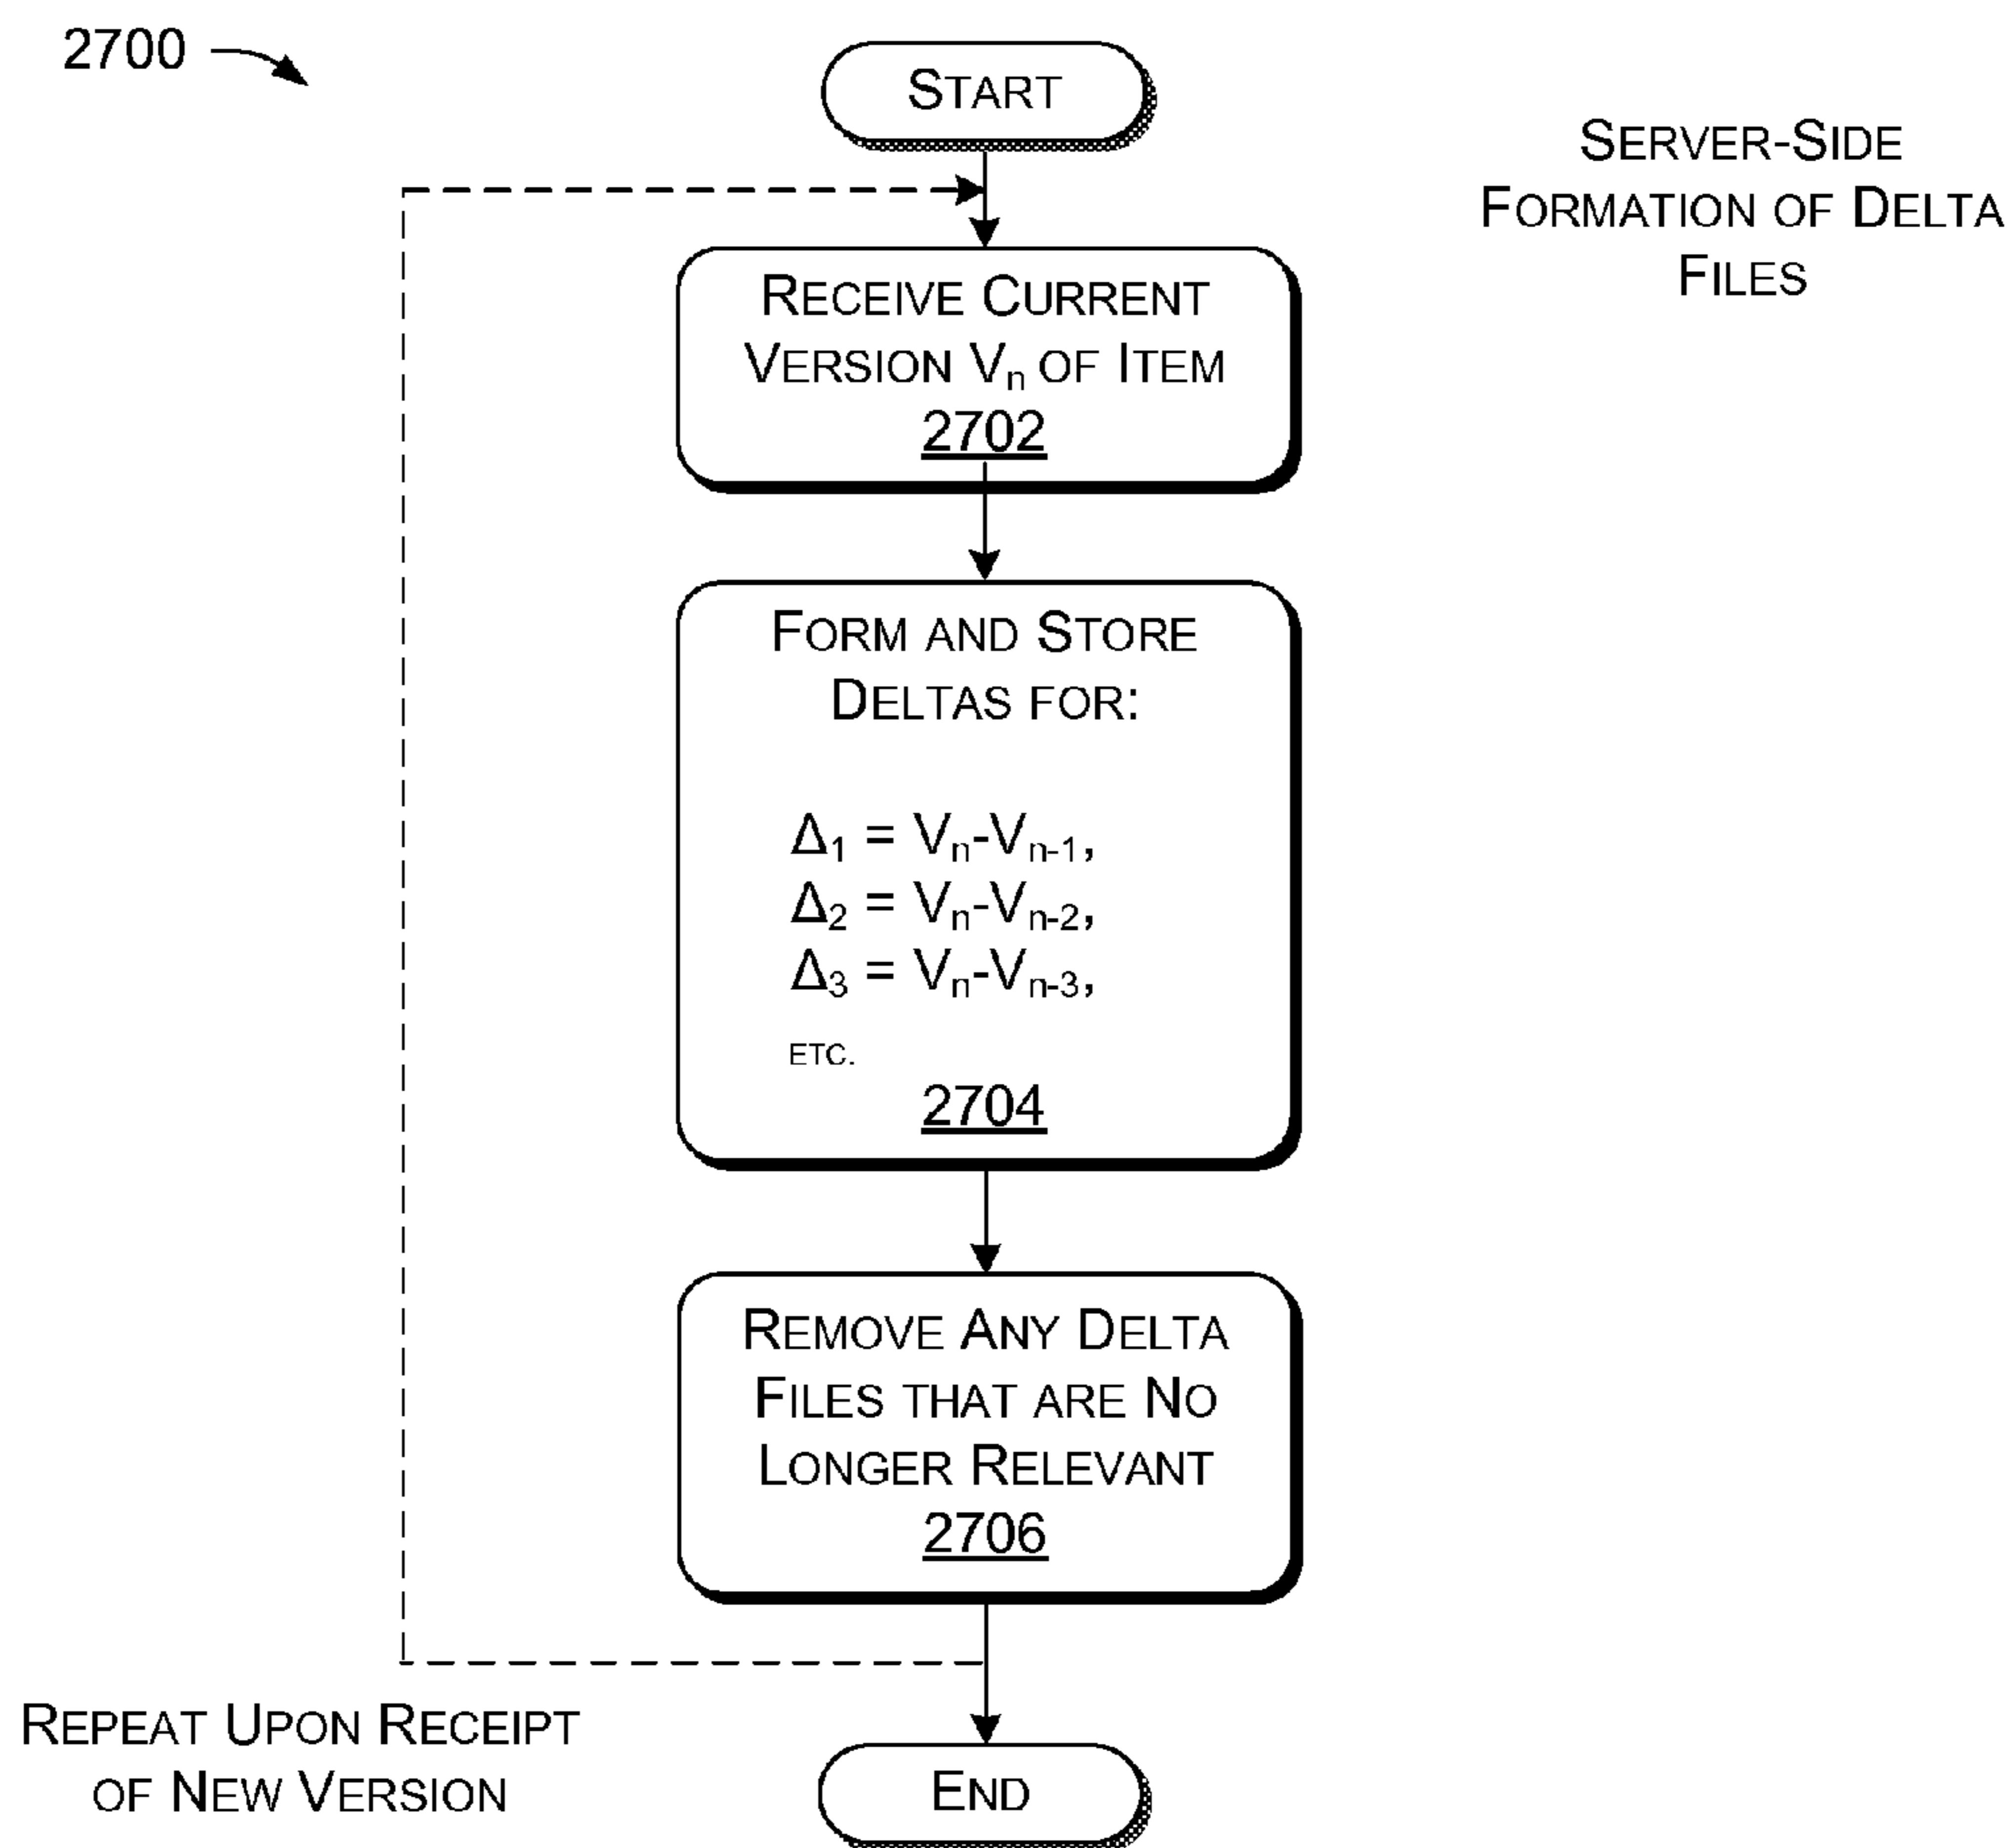 2700
START
SERVER-SIDE
FORMATION OF DELTA
FILES
RECEIVE CURRENT
VERSION Vn OF ITEM
2702
FORM AND STORE
DELTAS FOR:
Δ1 = Vn-Vn-1,
Δ2 = Vn-Vn-2,
Δ3 = Vn-Vn-3,
ETC.
2704
REMOVE ANY DELTA
FILES THAT ARE NO
LONGER RELEVANT
2706
REPEAT UPON RECEIPT
OF NEW VERSION
END